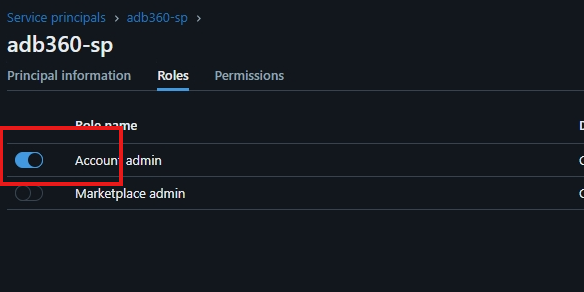 Service principals > adb360-sp >
adb360-sp
Principal information Roles Permissions
Role name
Account admin
Marketplace admin